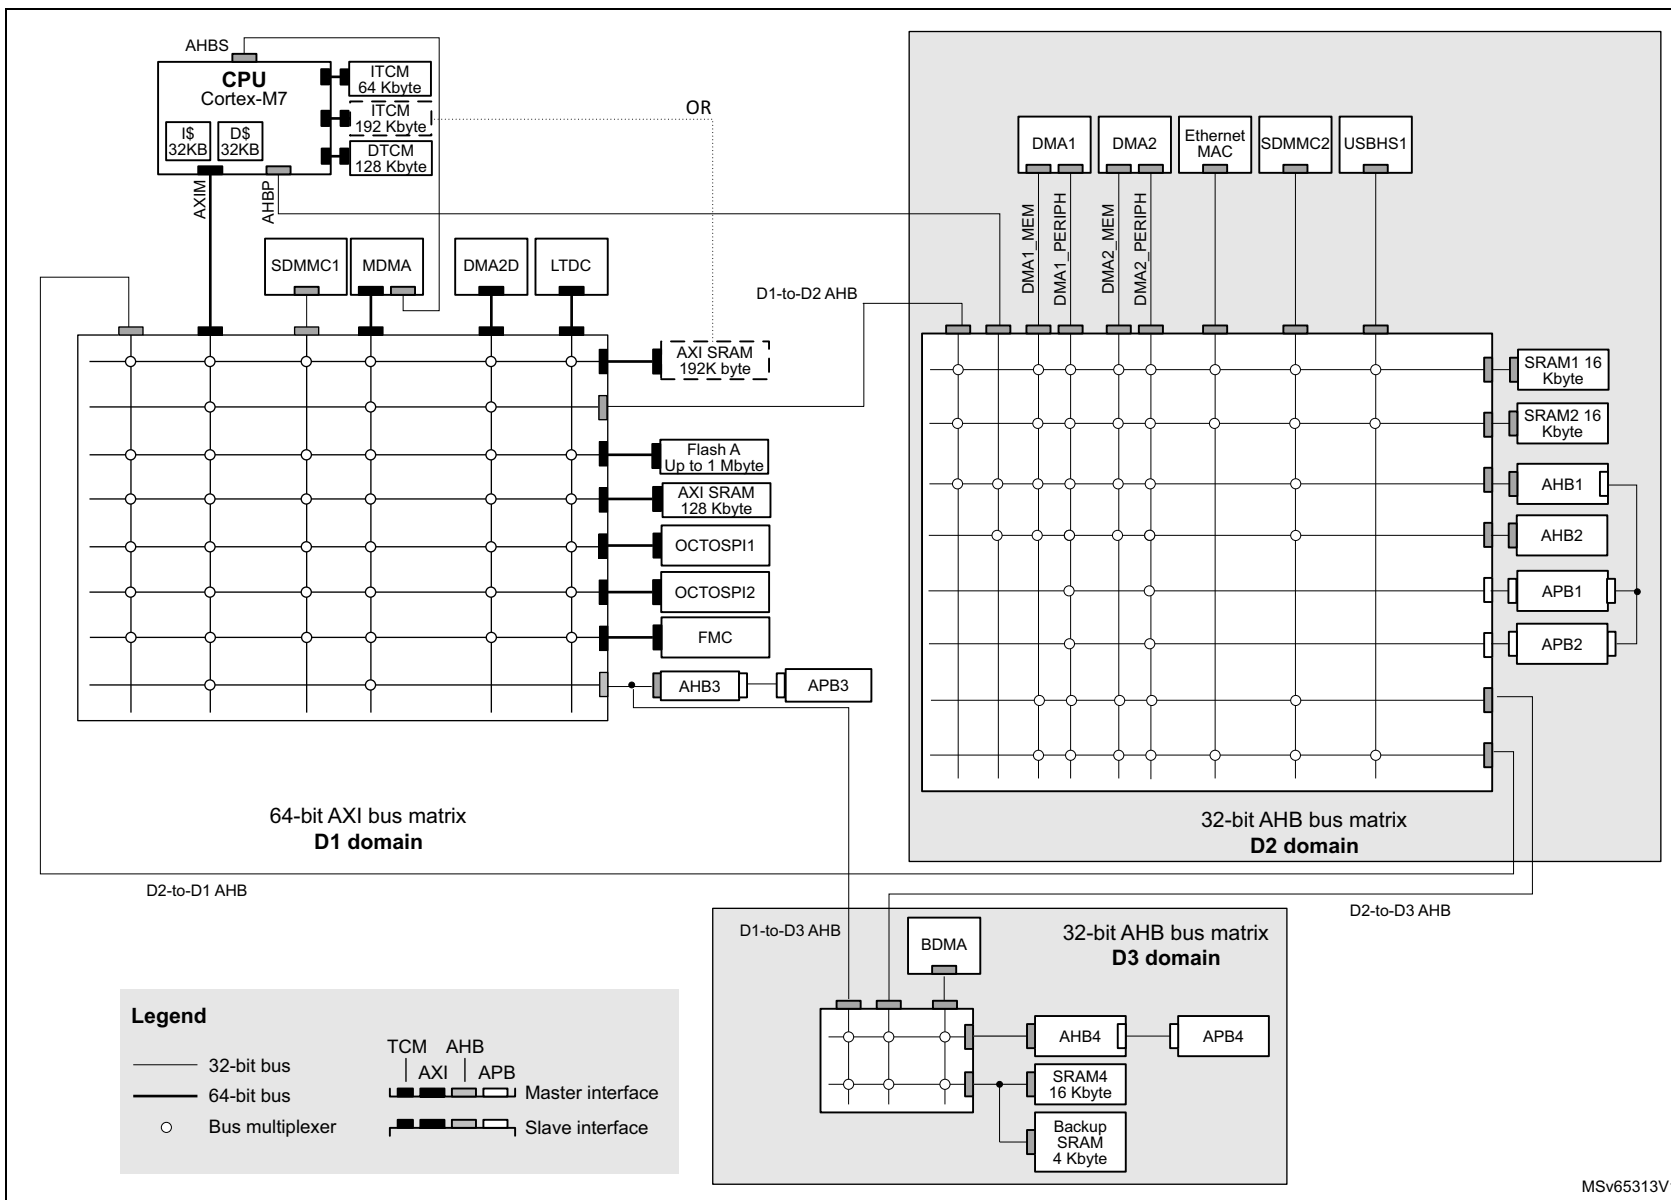 AHBS
CPU
Cortex-M7
I$
32KB
D$
32KB
ITCM
64 Kbyte
ITCM
192 Kbyte
DTCM
128 Kbyte
OR
AXIM
AHBP
SDMMC1
MDMA
DMA2D
LTDC
D1-to-D2 AHB
AXI SRAM
192K byte
Flash A
Up to 1 Mbyte
AXI SRAM
128 Kbyte
OCTOSPI1
OCTOSPI2
FMC
AHB3
APB3
64-bit AXI bus matrix
D1 domain
DMA1
DMA2
Ethernet
MAC
SDMMC2
USBHS1
DMA1_MEM
DMA1_PERIPH
DMA2_MEM
DMA2_PERIPH
SRAM1 16
Kbyte
SRAM2 16
Kbyte
AHB1
AHB2
APB1
APB2
32-bit AHB bus matrix
D2 domain
D2-to-D1 AHB
D2-to-D3 AHB
D1-to-D3 AHB
BDMA
32-bit AHB bus matrix
D3 domain
AHB4
APB4
SRAM4
16 Kbyte
Backup
SRAM
4 Kbyte
Legend
32-bit bus
64-bit bus
Bus multiplexer
TCM
AHB
AXI
APB
Master interface
Slave interface
MSv65313V